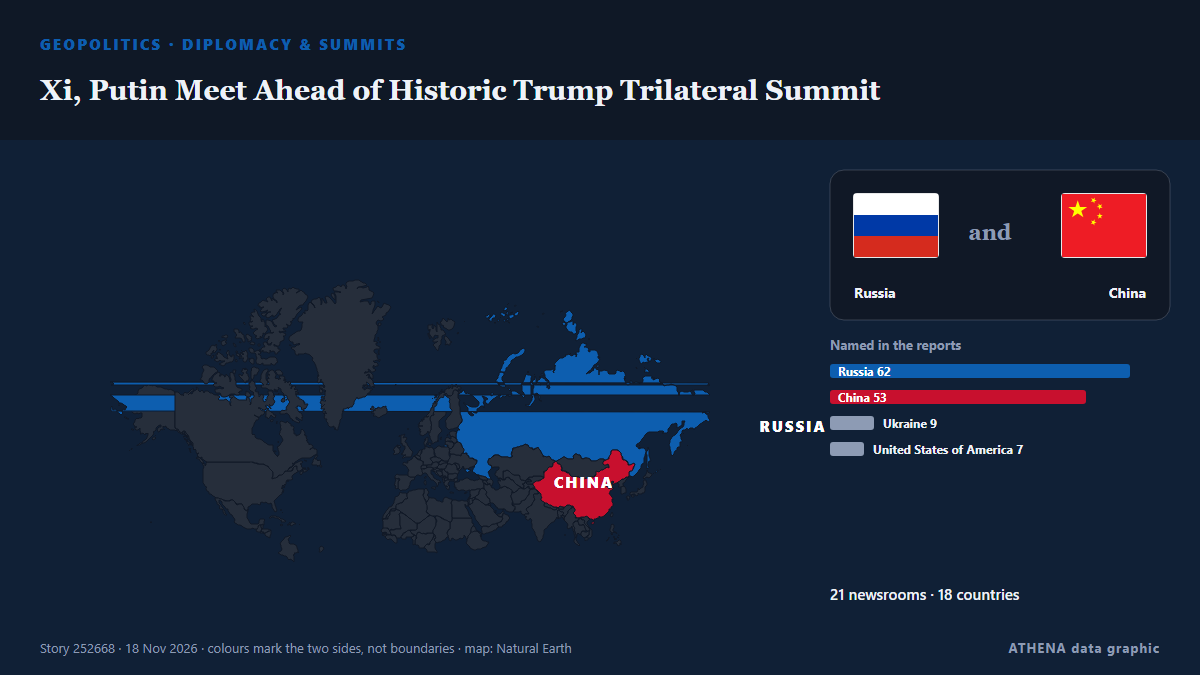 GEOPOLITICS · DIPLOMACY & SUMMITS
Xi, Putin Meet Ahead of Historic Trump Trilateral Summit
and
Russia
China
Named in the reports
Russia 62
China 53
Ukraine 9
United States of America 7
RUSSIA
CHINA
21 newsrooms · 18 countries
Story 252668 · 18 Nov 2026 · colours mark the two sides, not boundaries · map: Natural Earth
ATHENA data graphic